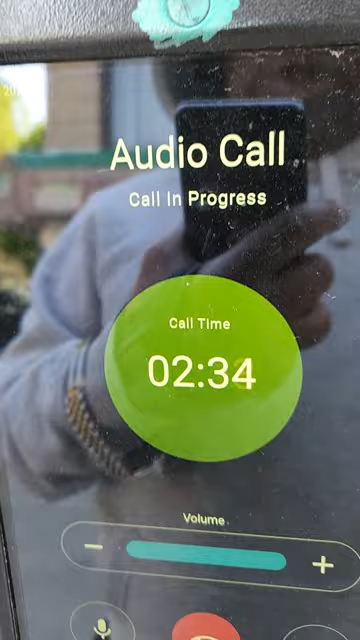 Audio Call
Call In Progress
Call Time
02:34
Volume
- +